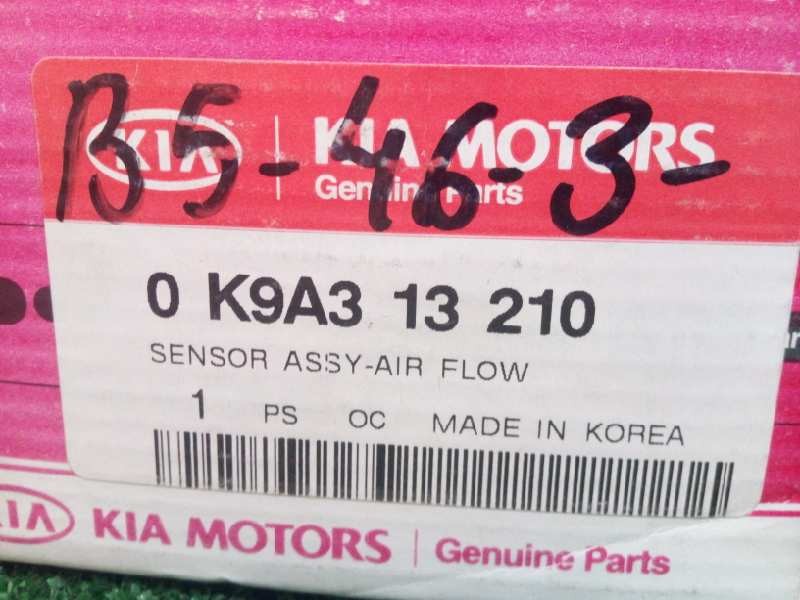 B5-46-3-
KIA | KIA MOTORS
Genuine Parts
0 K9A3 13 210
SENSOR ASSY-AIR FLOW
1 PS OC MADE IN KOREA
KIA KIA MOTORS | Genuine Parts